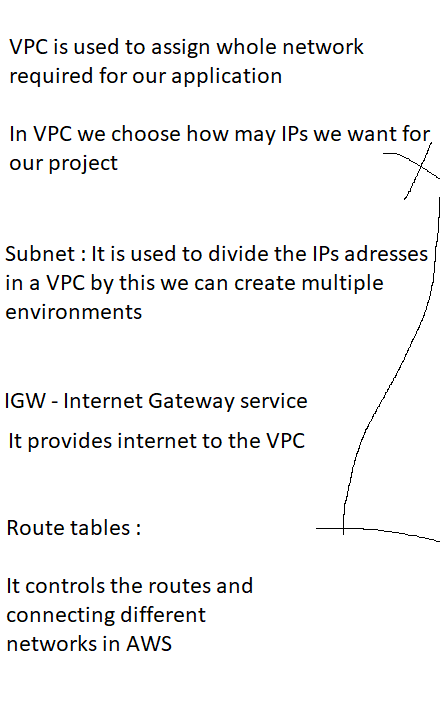 VPC is used to assign whole network
required for our application
In VPC we choose how may IPs we want for
our project
Subnet : It is used to divide the IPs adresses
in a VPC by this we can create multiple
environments
IGW - Internet Gateway service
It provides internet to the VPC
Route tables :
It controls the routes and
connecting different
networks in AWS